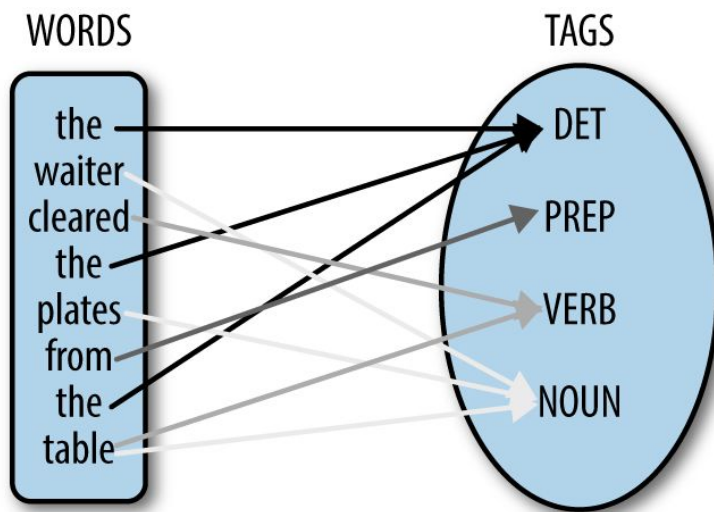 WORDS
the
waiter
cleared
the
plates
from
the
table
TAGS
DET
PREP
VERB
NOUN